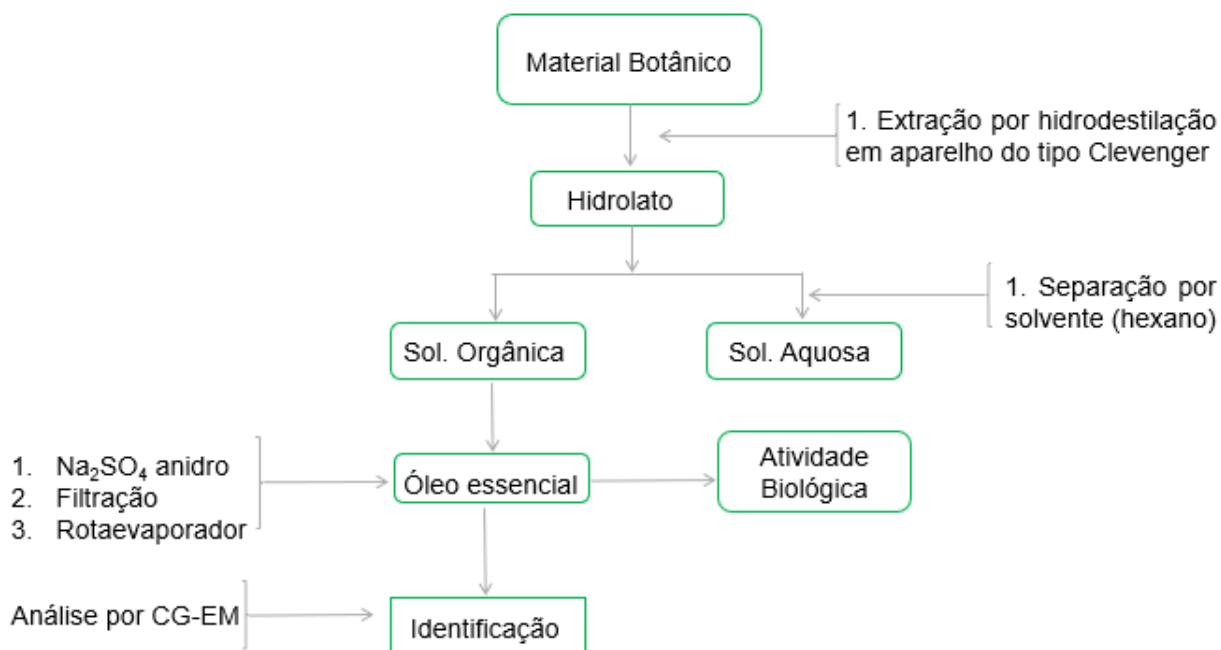 Material Botânico
1. Extração por hidrodestilação
em aparelho do tipo Clevenger
Hidrolato
1. Separação por
solvente (hexano)
Sol. Orgânica
Sol. Aquosa
1. Na₂SO₄ anidro
2. Filtração
3. Rotaevaporador
Óleo essencial
Atividade
Biológica
Análise por CG-EM
Identificação